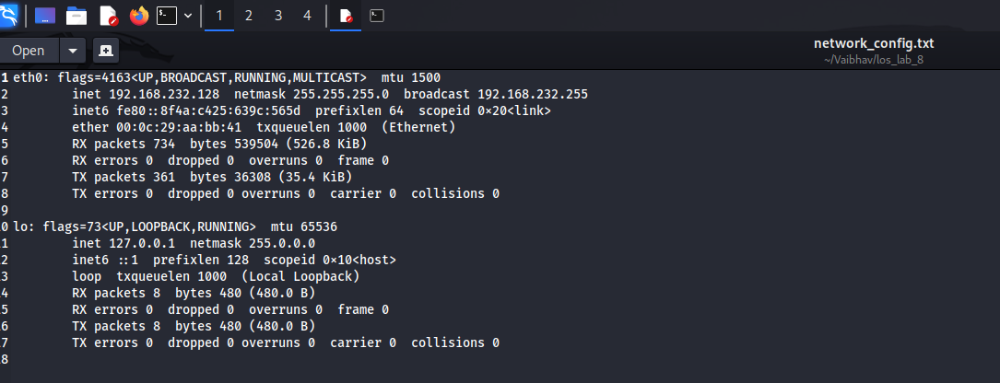 1 2 3 4
Open
network_config.txt
~/Vaibhav/los_lab_8
1 eth0: flags=4163<UP,BROADCAST,RUNNING,MULTICAST>  mtu 1500
2         inet 192.168.232.128  netmask 255.255.255.0  broadcast 192.168.232.255
3         inet6 fe80::8f4a:c425:639c:565d  prefixlen 64  scopeid 0×20<link>
4         ether 00:0c:29:aa:bb:41  txqueuelen 1000  (Ethernet)
5         RX packets 734  bytes 539504 (526.8 KiB)
6         RX errors 0  dropped 0  overruns 0  frame 0
7         TX packets 361  bytes 36308 (35.4 KiB)
8         TX errors 0  dropped 0 overruns 0  carrier 0  collisions 0
9
0 lo: flags=73<UP,LOOPBACK,RUNNING>  mtu 65536
1         inet 127.0.0.1  netmask 255.0.0.0
2         inet6 ::1  prefixlen 128  scopeid 0×10<host>
3         loop  txqueuelen 1000  (Local Loopback)
4         RX packets 8  bytes 480 (480.0 B)
5         RX errors 0  dropped 0  overruns 0  frame 0
6         TX packets 8  bytes 480 (480.0 B)
7         TX errors 0  dropped 0 overruns 0  carrier 0  collisions 0
8